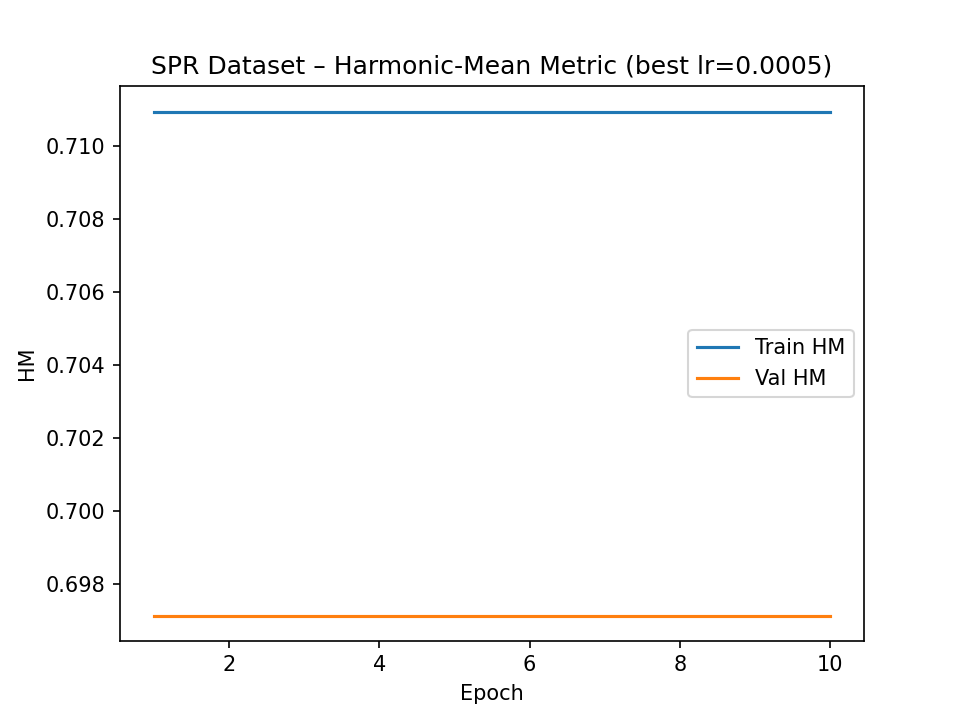 SPR Dataset – Harmonic-Mean Metric (best lr=0.0005)
HM
0.710
0.708
0.706
0.704
0.702
0.700
0.698
Train HM
Val HM
2 4 6 8 10
Epoch